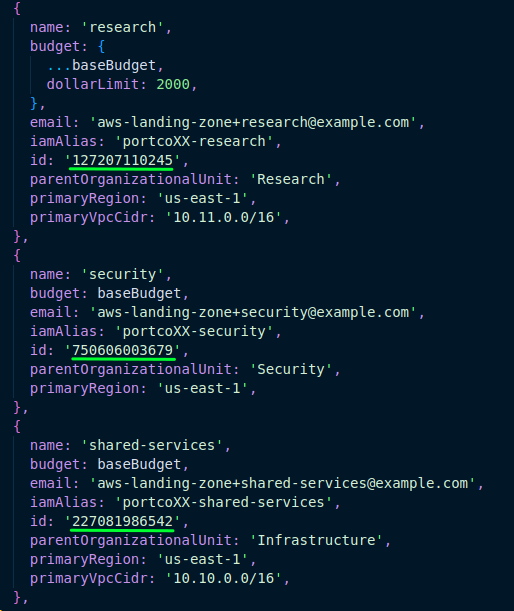 {
name: 'research',
budget: {
...baseBudget,
dollarLimit: 2000,
},
email: 'aws-landing-zone+research@example.com',
iamAlias: 'portcoXX-research',
id: '127207110245',
parentOrganizationalUnit: 'Research',
primaryRegion: 'us-east-1',
primaryVpcCidr: '10.11.0.0/16',
},
{
name: 'security',
budget: baseBudget,
email: 'aws-landing-zone+security@example.com',
iamAlias: 'portcoXX-security',
id: '750606003679',
parentOrganizationalUnit: 'Security',
primaryRegion: 'us-east-1',
},
{
name: 'shared-services',
budget: baseBudget,
email: 'aws-landing-zone+shared-services@example.com',
iamAlias: 'portcoXX-shared-services',
id: '227081986542',
parentOrganizationalUnit: 'Infrastructure',
primaryRegion: 'us-east-1',
primaryVpcCidr: '10.10.0.0/16',
},